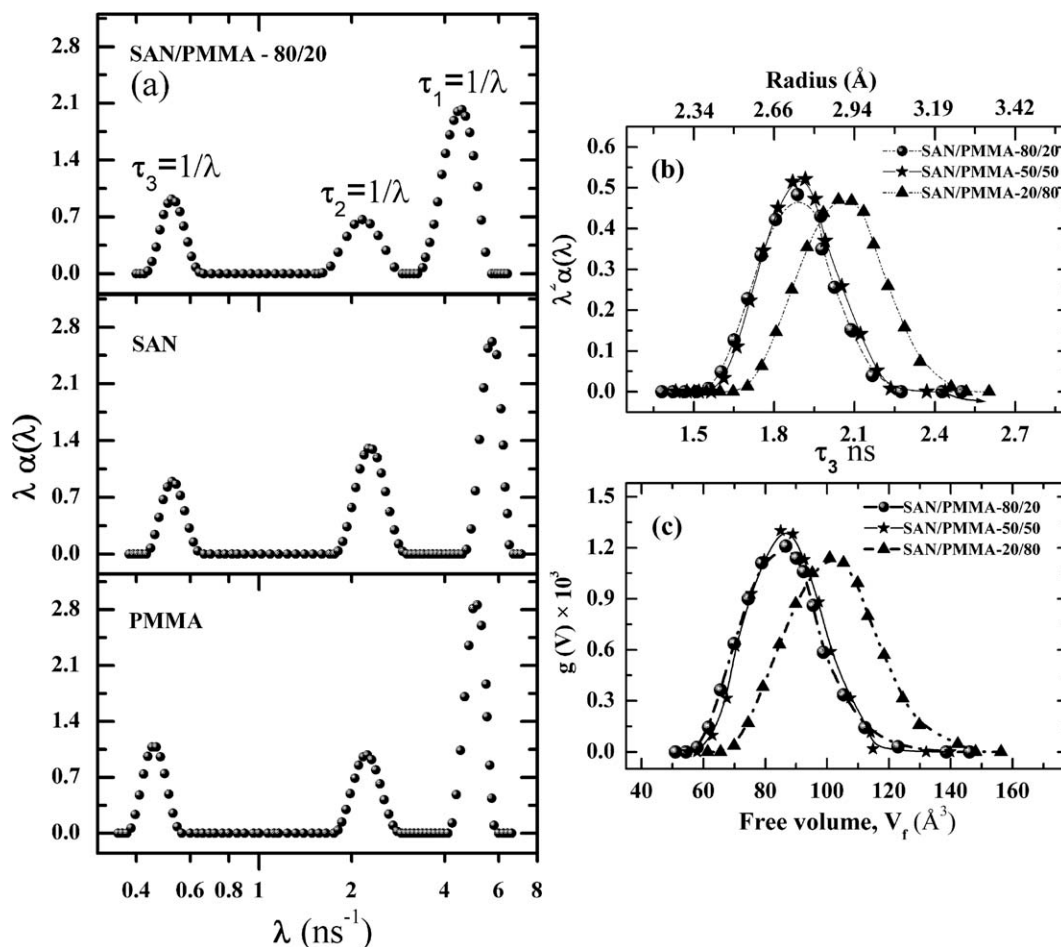 SAN/PMMA - 80/20
(a)
τ₁=1/λ
τ₃=1/λ
τ₂=1/λ
2.8
2.1
1.4
0.7
0.0
SAN
2.8
2.1
1.4
0.7
0.0
PMMA
2.8
2.1
1.4
0.7
0.0
λ α(λ)
0.4 0.6 0.8 1 2 4 6 8
λ (ns⁻¹)
Radius (Å)
2.34 2.66 2.94 3.19 3.42
(b)
SAN/PMMA-80/20
SAN/PMMA-50/50
SAN/PMMA-20/80
0.6
0.5
0.4
0.3
0.2
0.1
0.0
λ²α(λ)
1.5 1.8 2.1 2.4 2.7
τ₃ ns
(c)
SAN/PMMA-80/20
SAN/PMMA-50/50
SAN/PMMA-20/80
1.5
1.2
0.9
0.6
0.3
0.0
g (V) × 10³
40 60 80 100 120 140 160
Free volume, V_f (Å³)